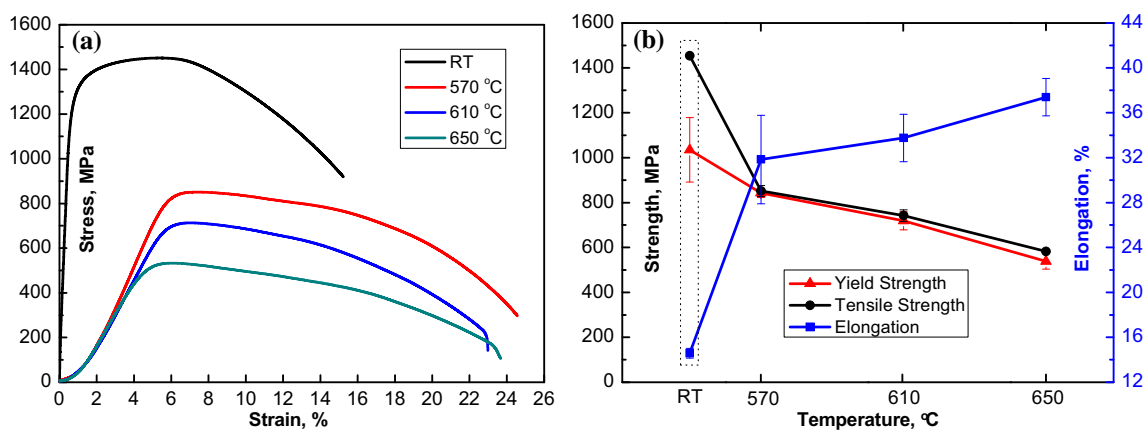 (a)
1600
1400
1200
1000
800
600
400
200
0
Stress, MPa
RT
570 °C
610 °C
650 °C
0 2 4 6 8 10 12 14 16 18 20 22 24 26
Strain, %
(b)
1600
1400
1200
1000
800
600
400
200
0
Strength, MPa
Yield Strength
Tensile Strength
Elongation
44
40
36
32
28
24
20
16
12
Elongation, %
RT 570 610 650
Temperature, °C